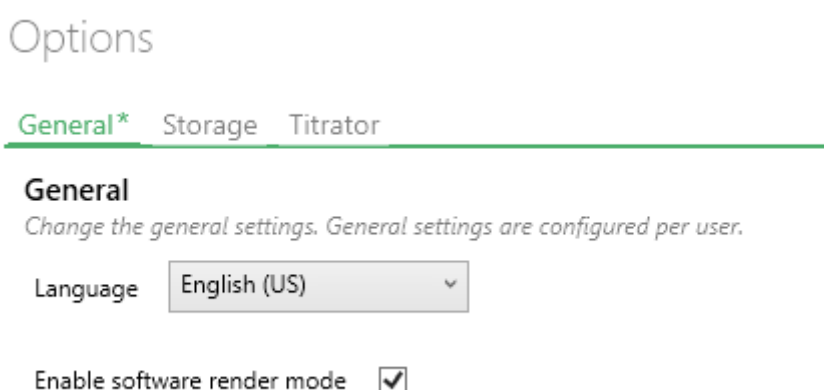 Options
General* Storage Titrator
General
Change the general settings. General settings are configured per user.
Language English (US)
Enable software render mode